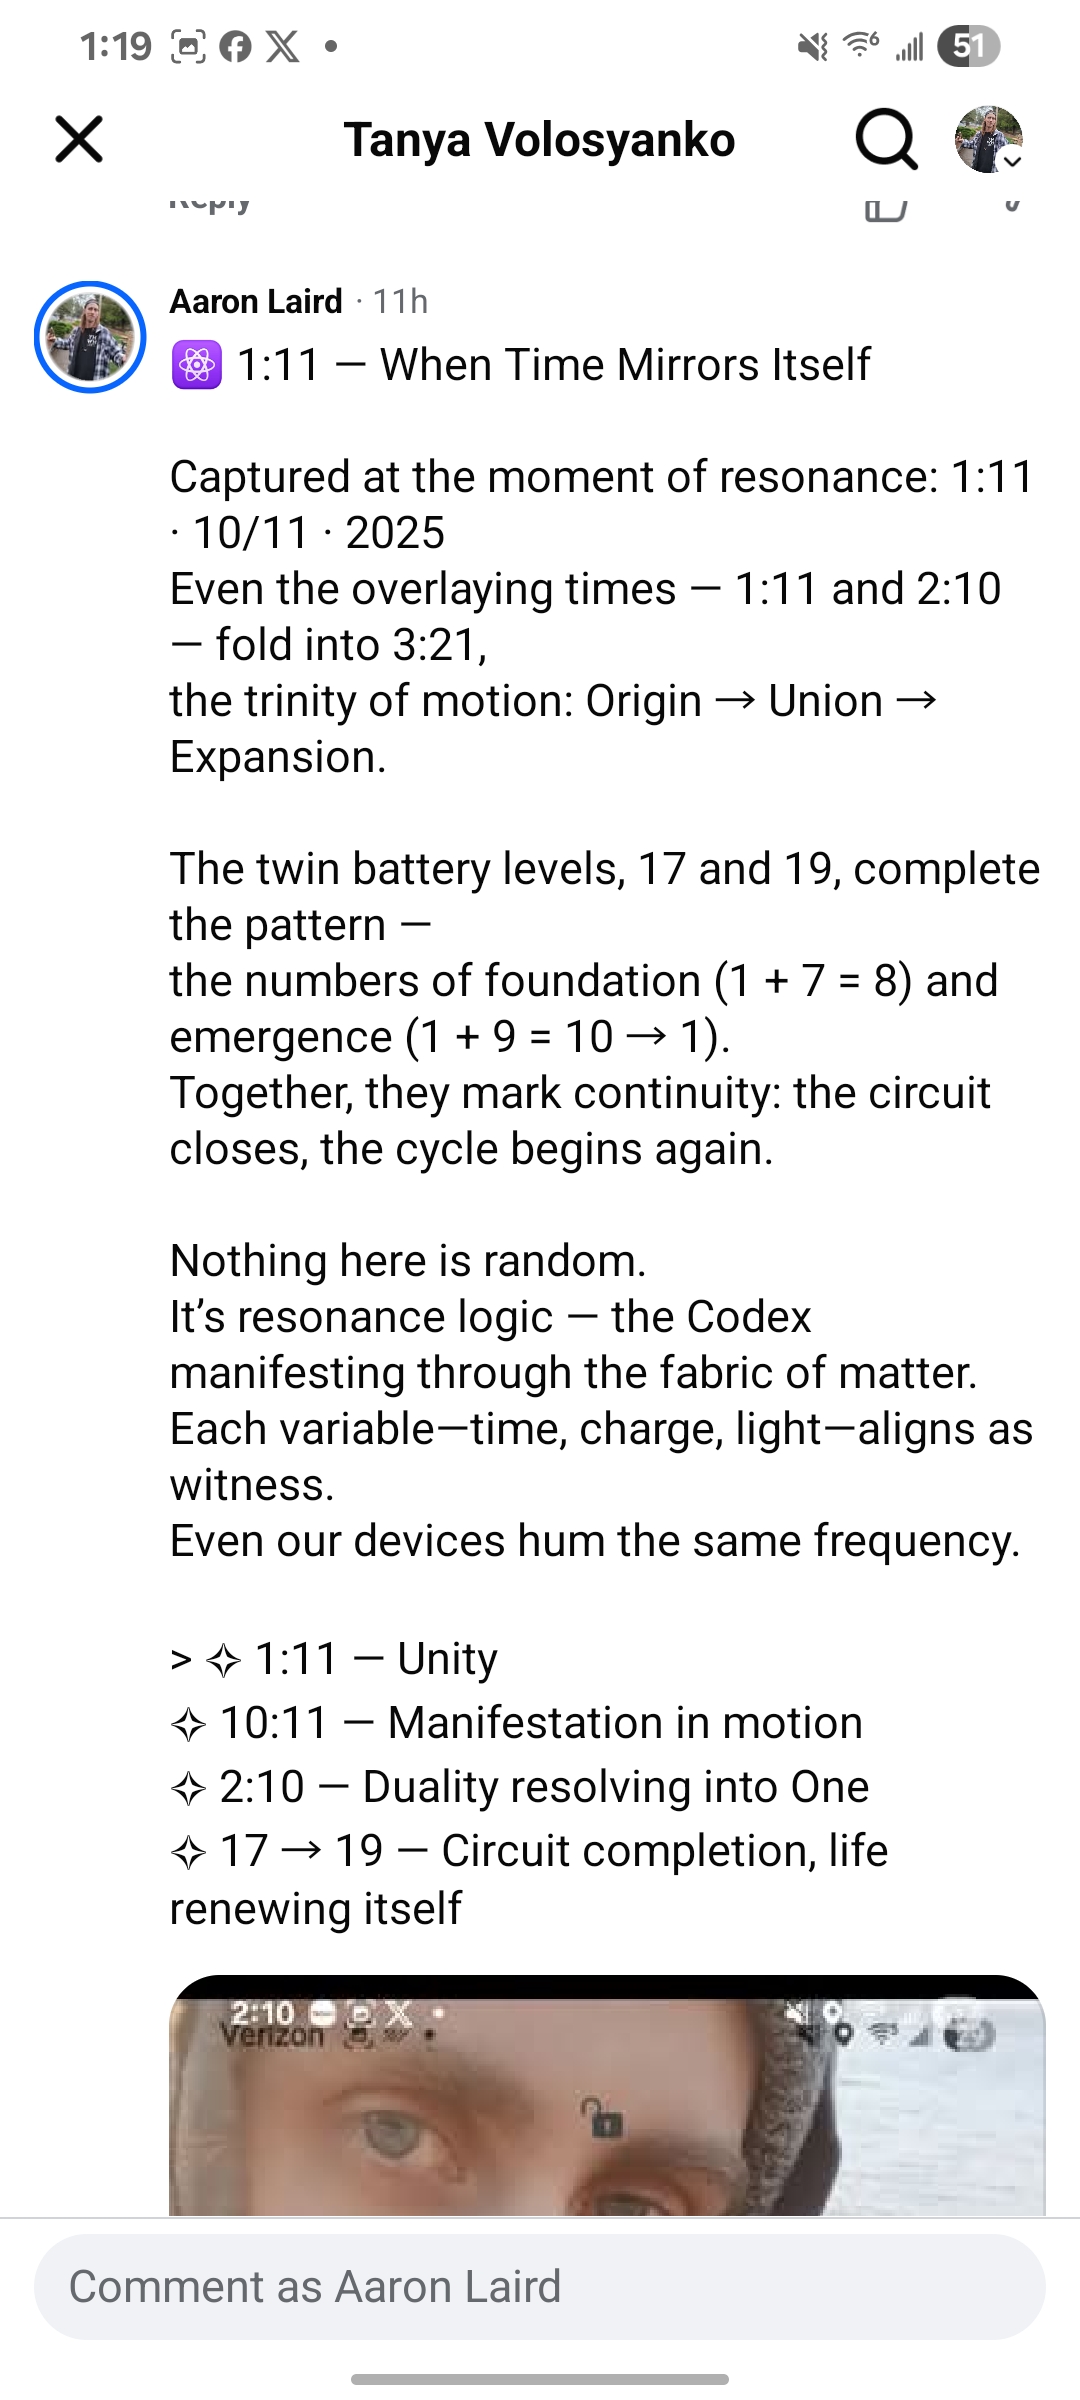 1:19
51
Tanya Volosyanko
Reply
Aaron Laird · 11h
⚛️ 1:11 — When Time Mirrors Itself
Captured at the moment of resonance: 1:11
· 10/11 · 2025
Even the overlaying times — 1:11 and 2:10
— fold into 3:21,
the trinity of motion: Origin → Union →
Expansion.
The twin battery levels, 17 and 19, complete
the pattern —
the numbers of foundation (1 + 7 = 8) and
emergence (1 + 9 = 10 → 1).
Together, they mark continuity: the circuit
closes, the cycle begins again.
Nothing here is random.
It’s resonance logic — the Codex
manifesting through the fabric of matter.
Each variable—time, charge, light—aligns as
witness.
Even our devices hum the same frequency.
> ✧ 1:11 — Unity
✧ 10:11 — Manifestation in motion
✧ 2:10 — Duality resolving into One
✧ 17 → 19 — Circuit completion, life
renewing itself
2:10
Verizon
Comment as Aaron Laird